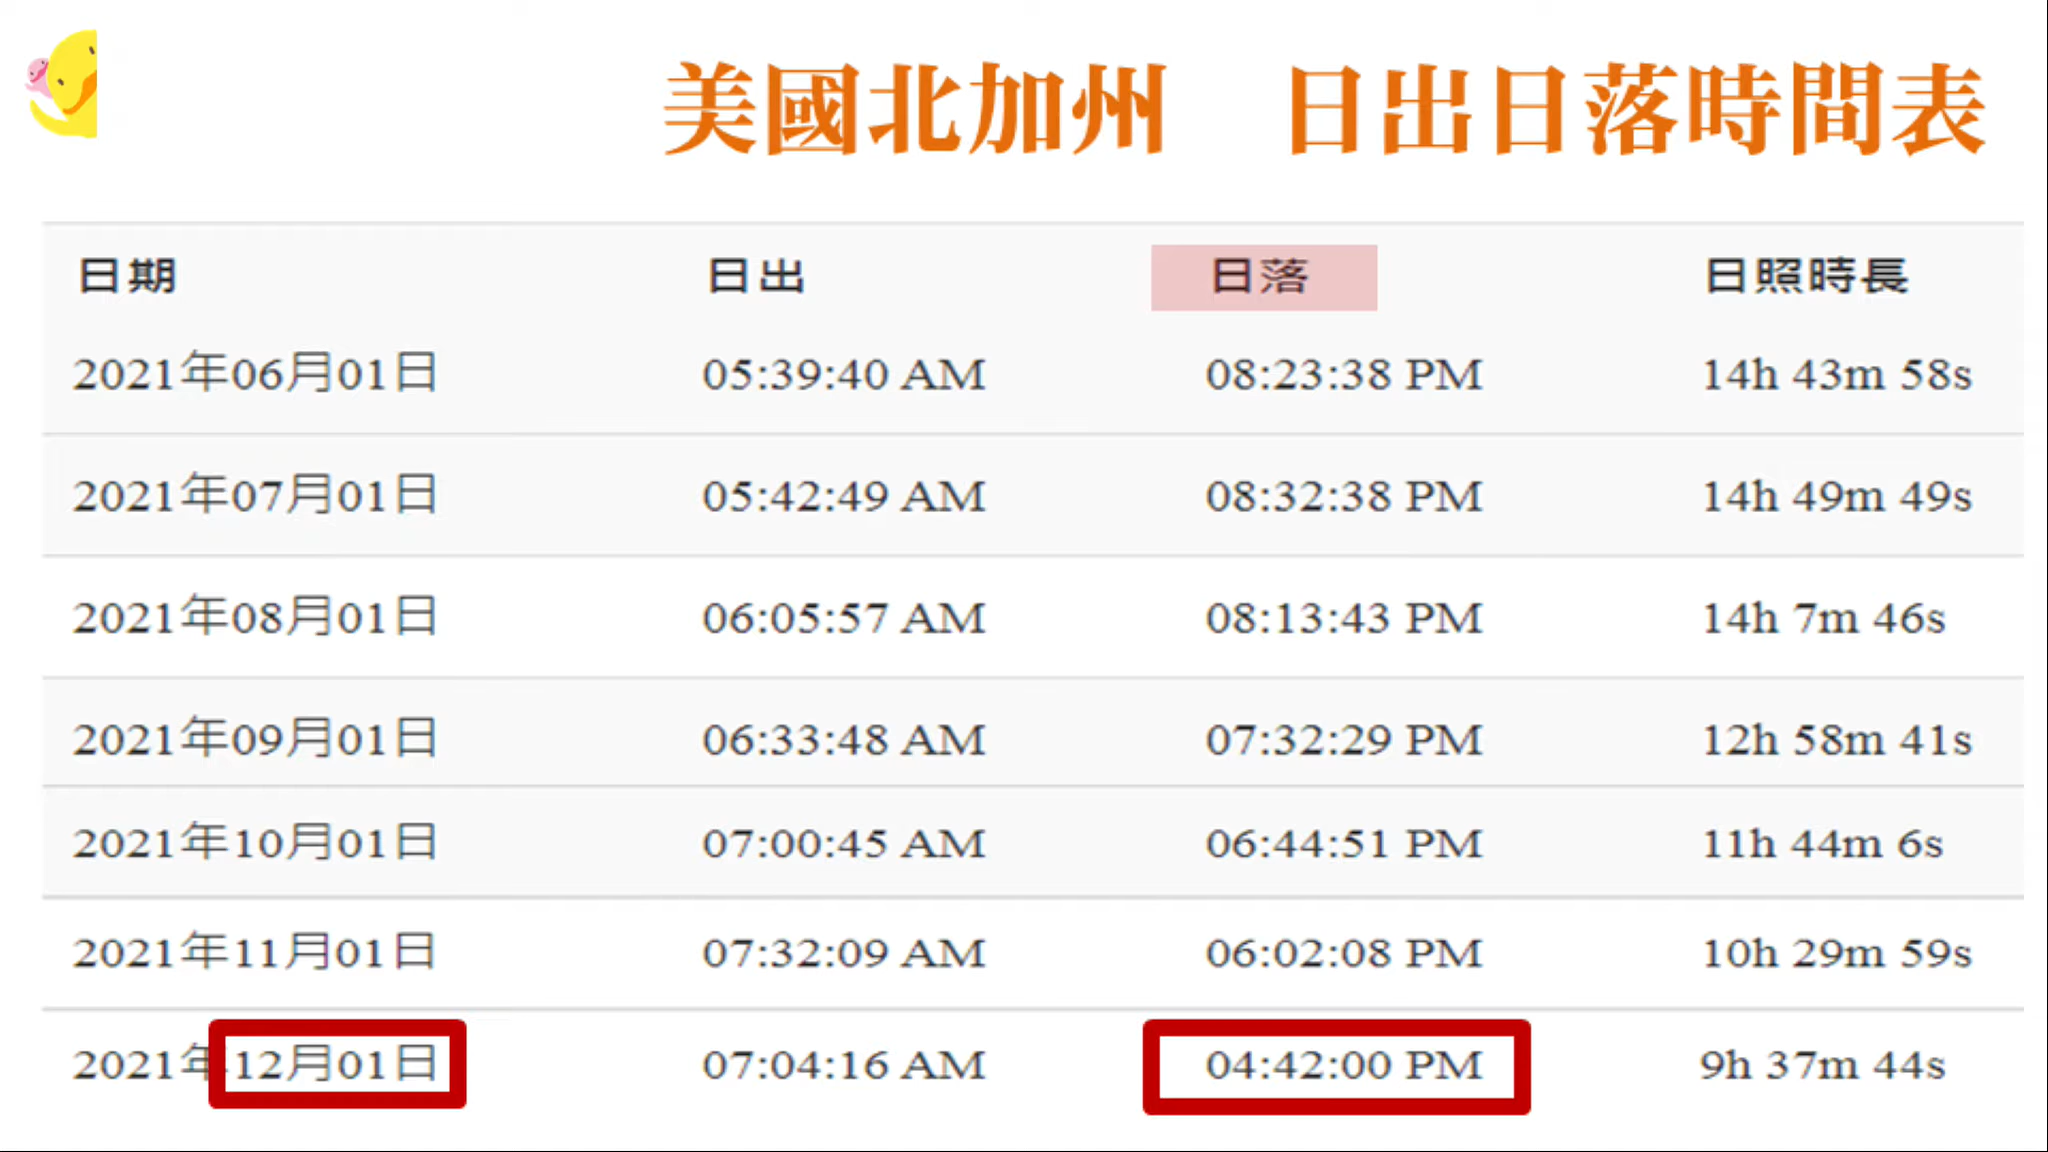 美國北加州 日出日落時間表
日期 日出 日落 日照時長
2021年06月01日 05:39:40 AM 08:23:38 PM 14h 43m 58s
2021年07月01日 05:42:49 AM 08:32:38 PM 14h 49m 49s
2021年08月01日 06:05:57 AM 08:13:43 PM 14h 7m 46s
2021年09月01日 06:33:48 AM 07:32:29 PM 12h 58m 41s
2021年10月01日 07:00:45 AM 06:44:51 PM 11h 44m 6s
2021年11月01日 07:32:09 AM 06:02:08 PM 10h 29m 59s
2021年12月01日 07:04:16 AM 04:42:00 PM 9h 37m 44s